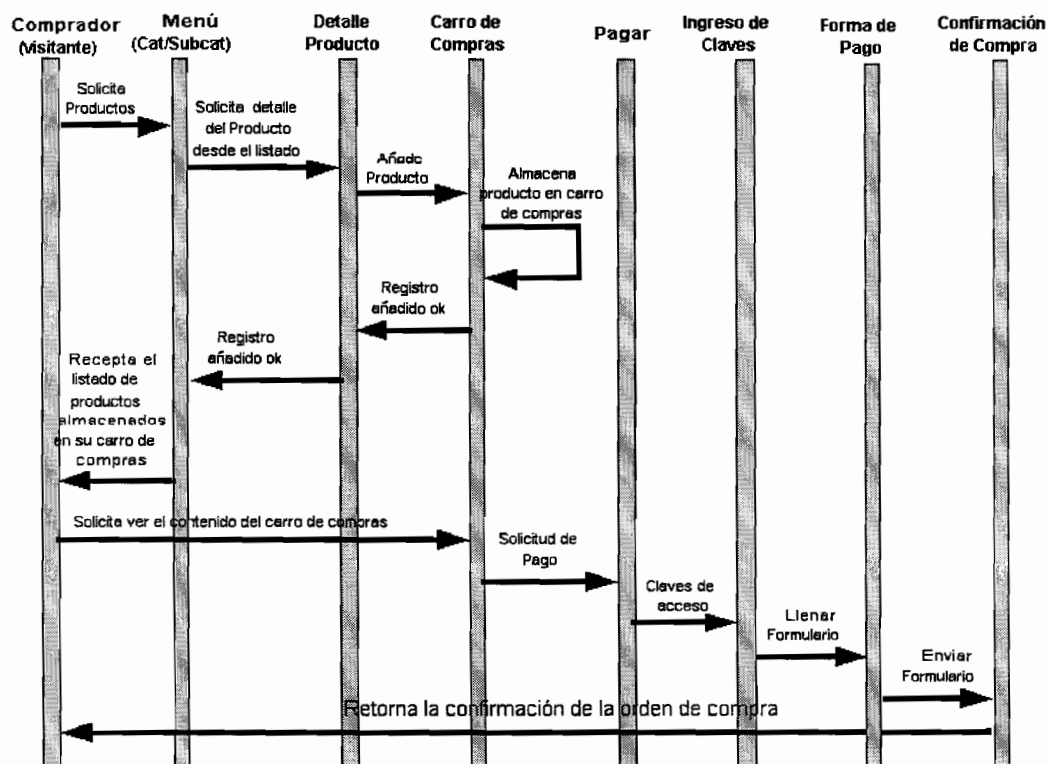 Comprador
(visitante)
Menú
(Cat/Subcat)
Detalle
Producto
Carro de
Compras
Pagar
Ingreso de
Claves
Forma de
Pago
Confirmación
de Compra
Solicita
Productos
Solicita detalle
del Producto
desde el listado
Añade
Producto
Almacena
producto en carro
de compras
Registro
añadido ok
Registro
añadido ok
Recepta el
listado de
productos
almacenados
en su carro de
compras
Solicita ver el contenido del carro de compras
Solicitud de
Pago
Claves de
acceso
Llenar
Formulario
Enviar
Formulario
Retorna la confirmación de la orden de compra